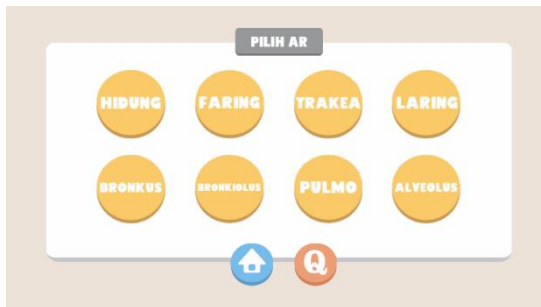 PILIH AR
HIDUNG FARING TRAKEA LARING
BRONKUS BRONKIOLUS PULMO ALVEOLUS
Q